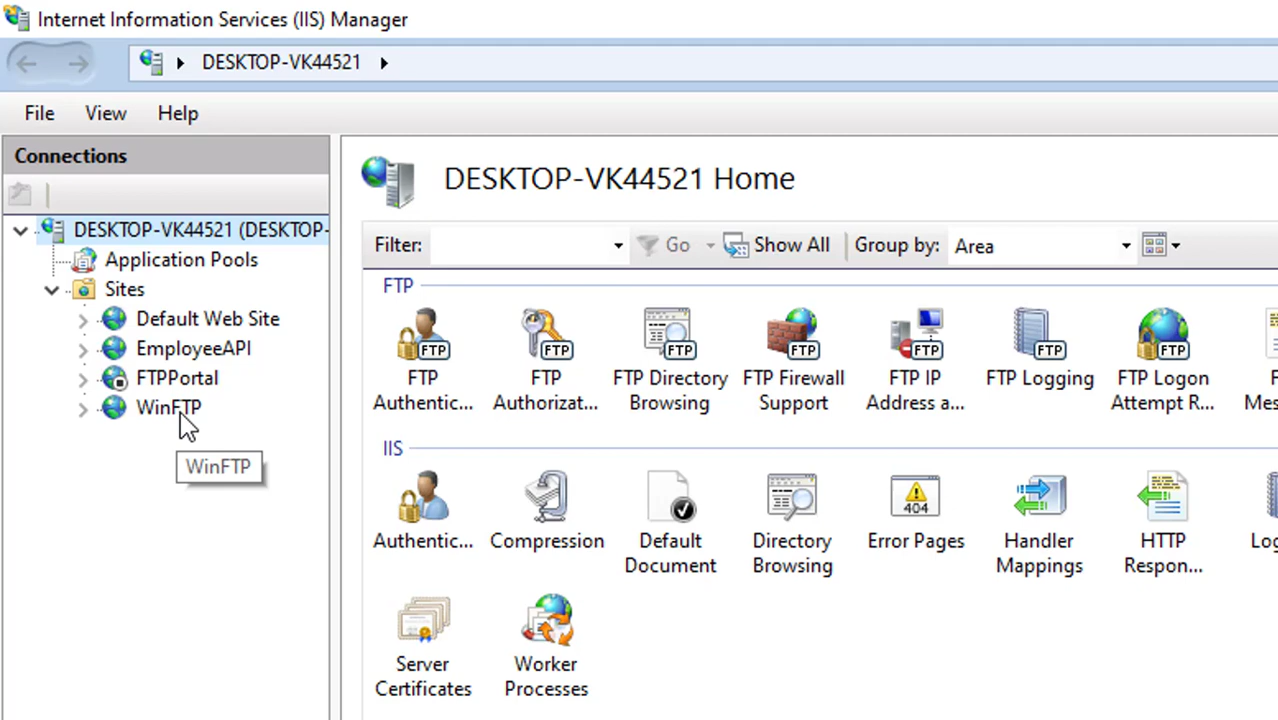 Internet Information Services (IIS) Manager
DESKTOP-VK44521
File View Help
Connections
DESKTOP-VK44521 (DESKTOP-
Application Pools
Sites
Default Web Site
EmployeeAPI
FTPPortal
WinFTP
WinFTP
DESKTOP-VK44521 Home
Filter: Go Show All Group by: Area
FTP
FTP FTP FTP FTP FTP FTP FTP
FTP Authentic...
FTP Authorizat...
FTP Directory Browsing
FTP Firewall Support
FTP IP Address a...
FTP Logging
FTP Logon Attempt R...
IIS
404
Authentic...
Compression
Default Document
Directory Browsing
Error Pages
Handler Mappings
HTTP Respon...
Server Certificates
Worker Processes